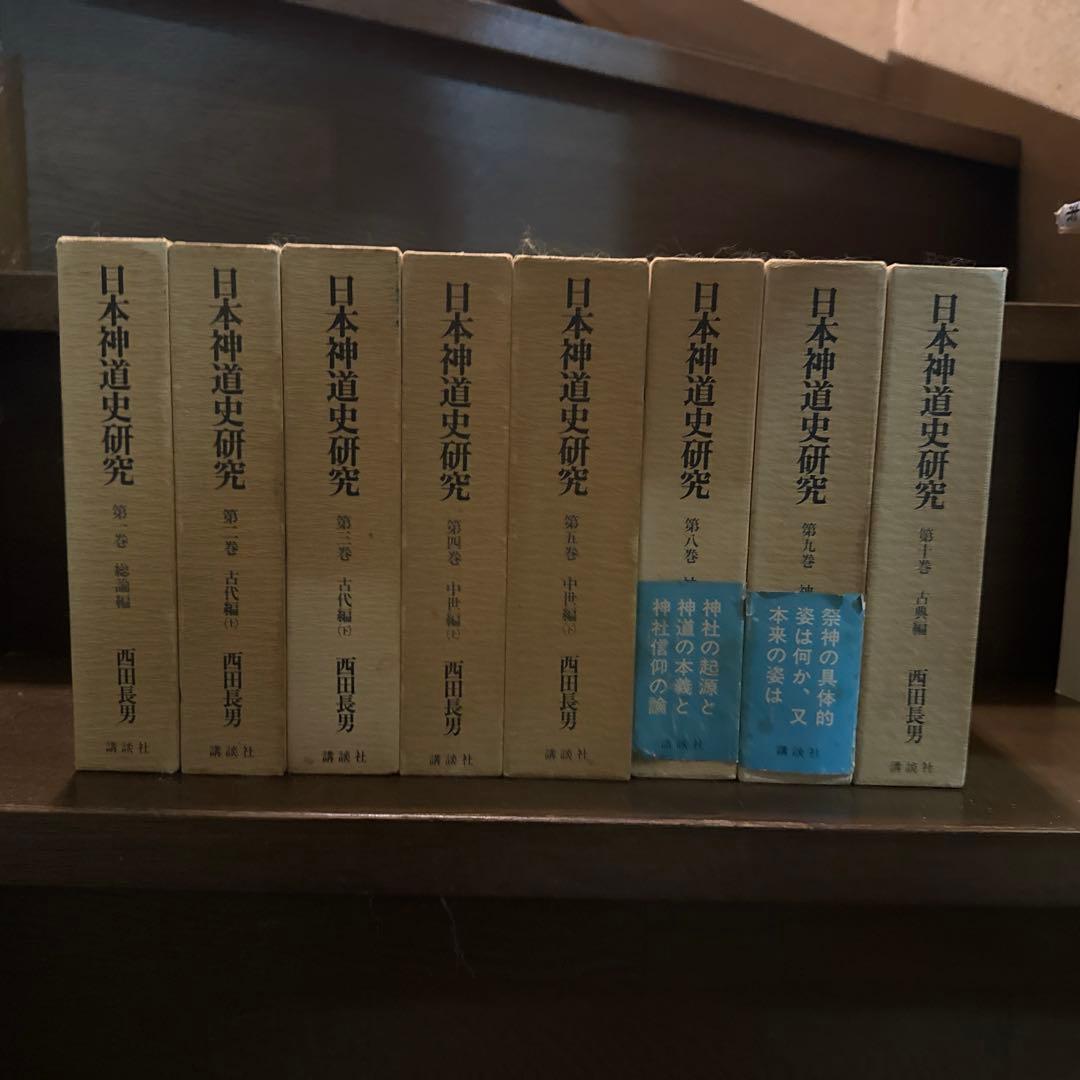 日本神道史研究
第一巻 総論編
西田長男
講談社
日本神道史研究
第二巻 古代編(上)
西田長男
講談社
日本神道史研究
第三巻 古代編(下)
西田長男
講談社
日本神道史研究
第四巻 中世編(上)
西田長男
講談社
日本神道史研究
第五巻 中世編(下)
西田長男
講談社
日本神道史研究
第八巻
神社の起源と
神道の本義と
神社信仰の論
講談社
日本神道史研究
第九巻 神
祭神の具体的
姿は何か、又
本来の姿は
講談社
日本神道史研究
第十巻 古典編
西田長男
講談社